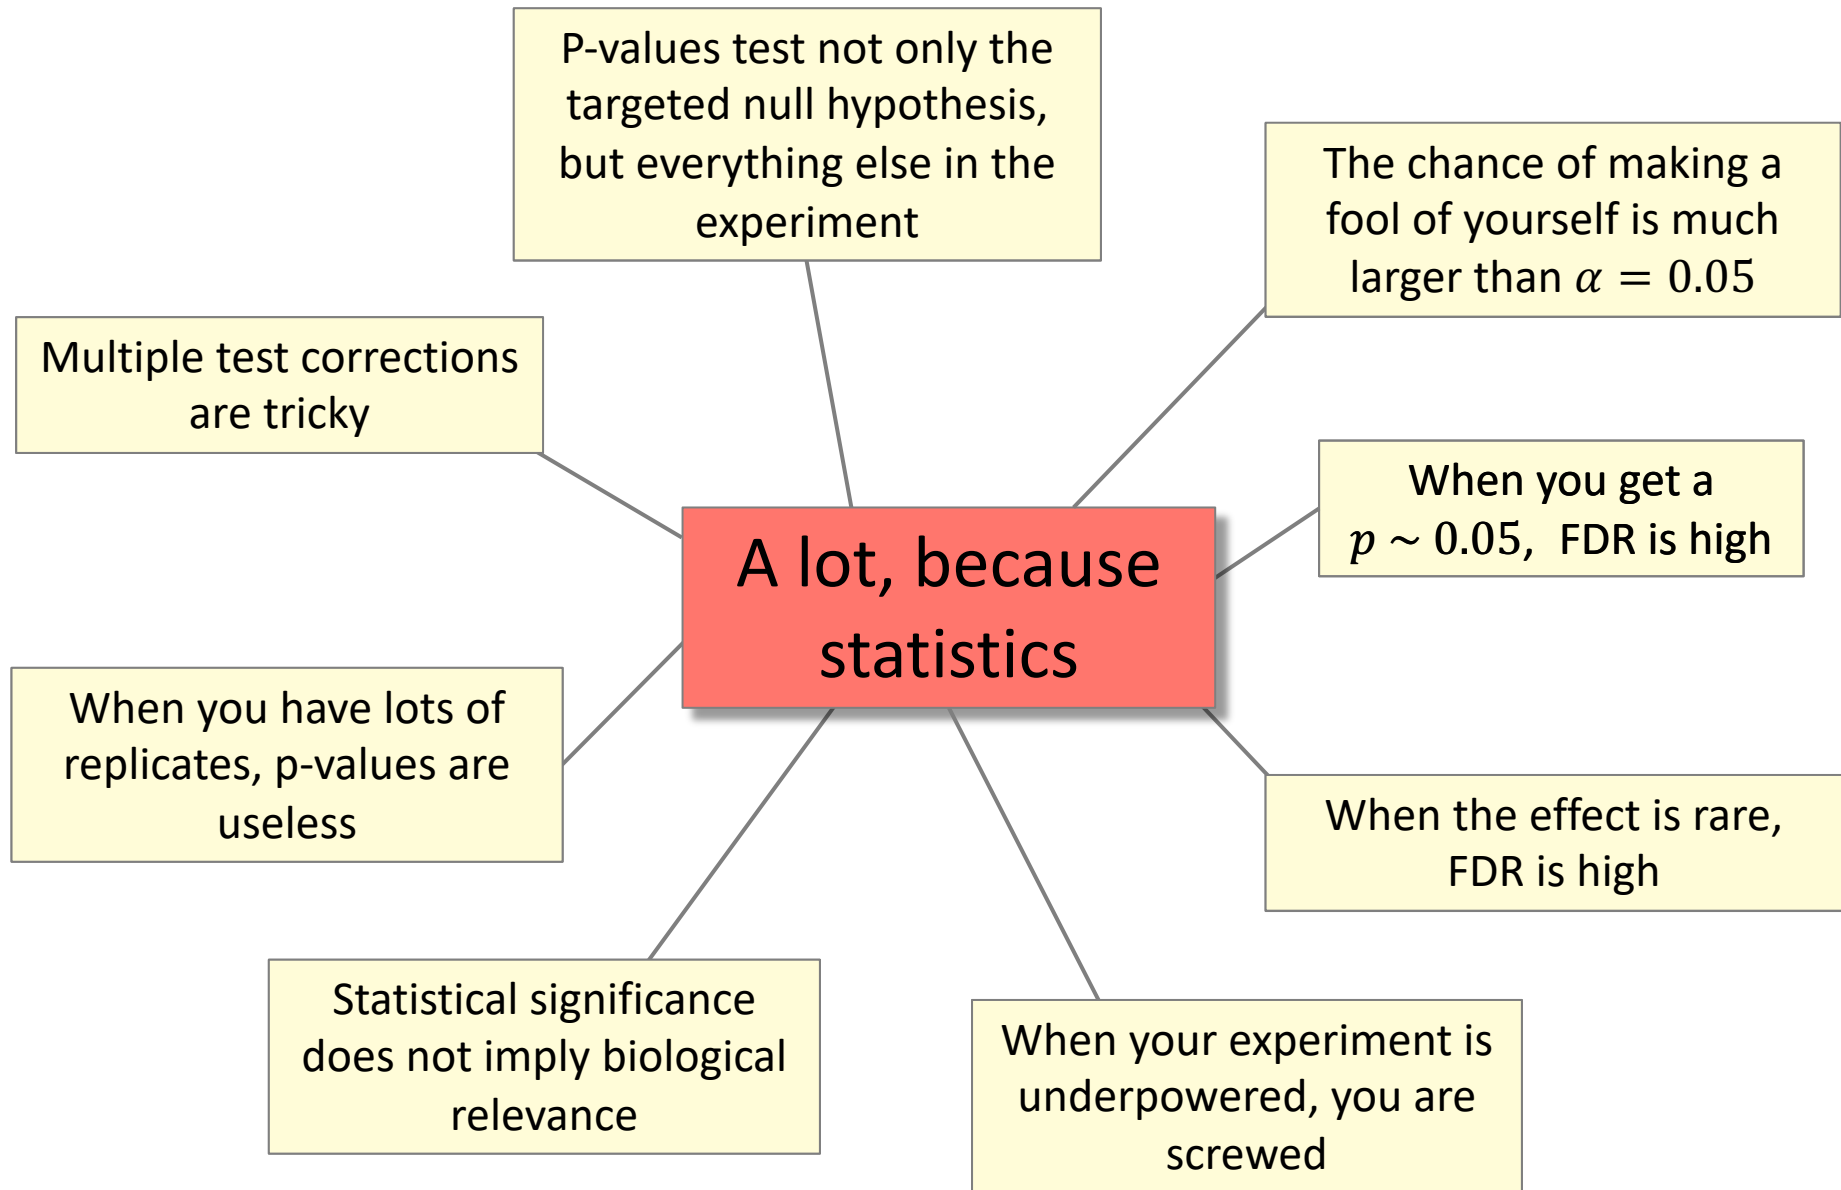 P-values test not only the
targeted null hypothesis,
but everything else in the
experiment
The chance of making a
fool of yourself is much
larger than α = 0.05
Multiple test corrections
are tricky
When you get a
p ~ 0.05, FDR is high
A lot, because
statistics
When you have lots of
replicates, p-values are
useless
When the effect is rare,
FDR is high
Statistical significance
does not imply biological
relevance
When your experiment is
underpowered, you are
screwed